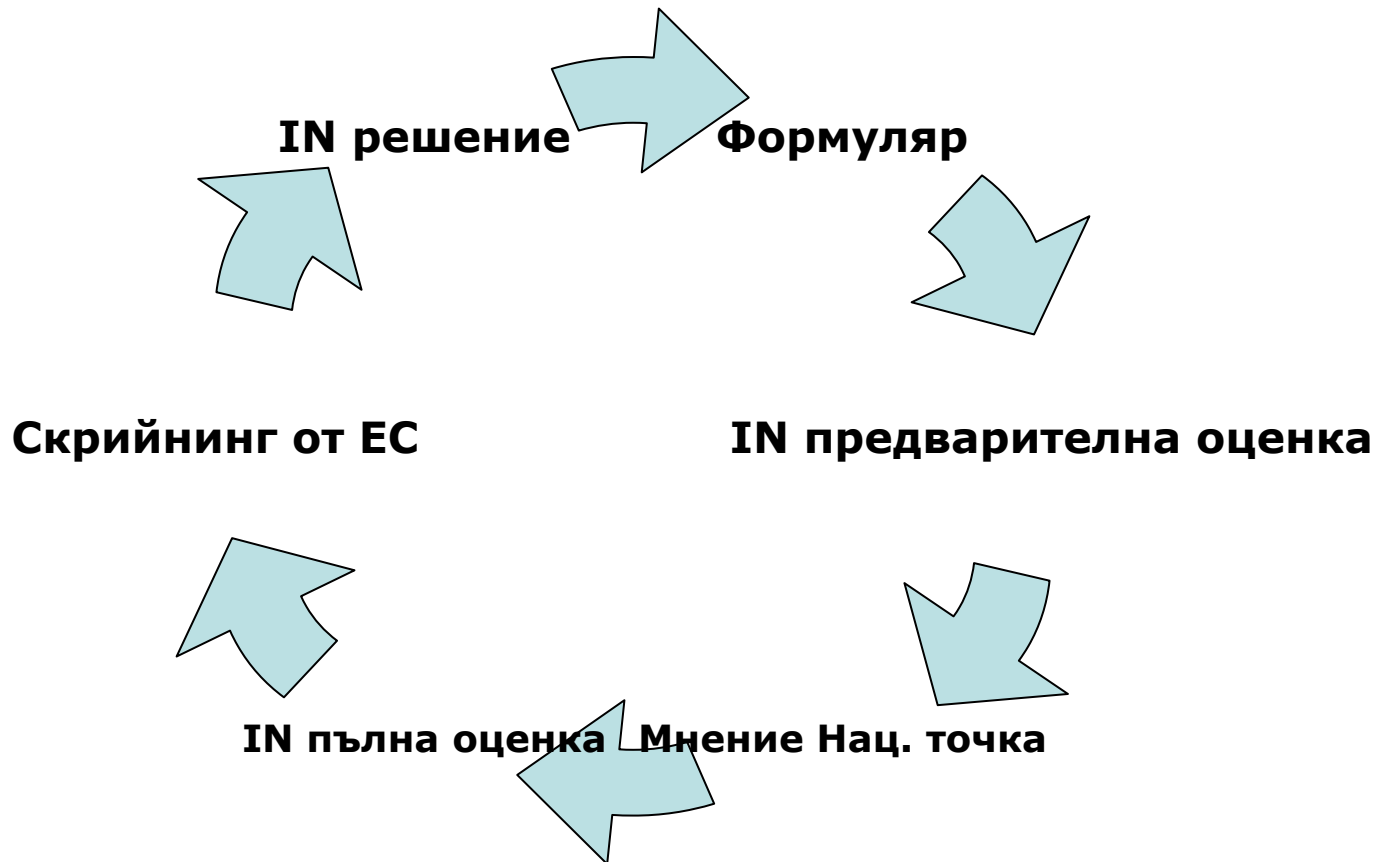 IN решение
Формуляр
Скрийнинг от ЕС
IN предварителна оценка
IN пълна оценка
Мнение Нац. точка